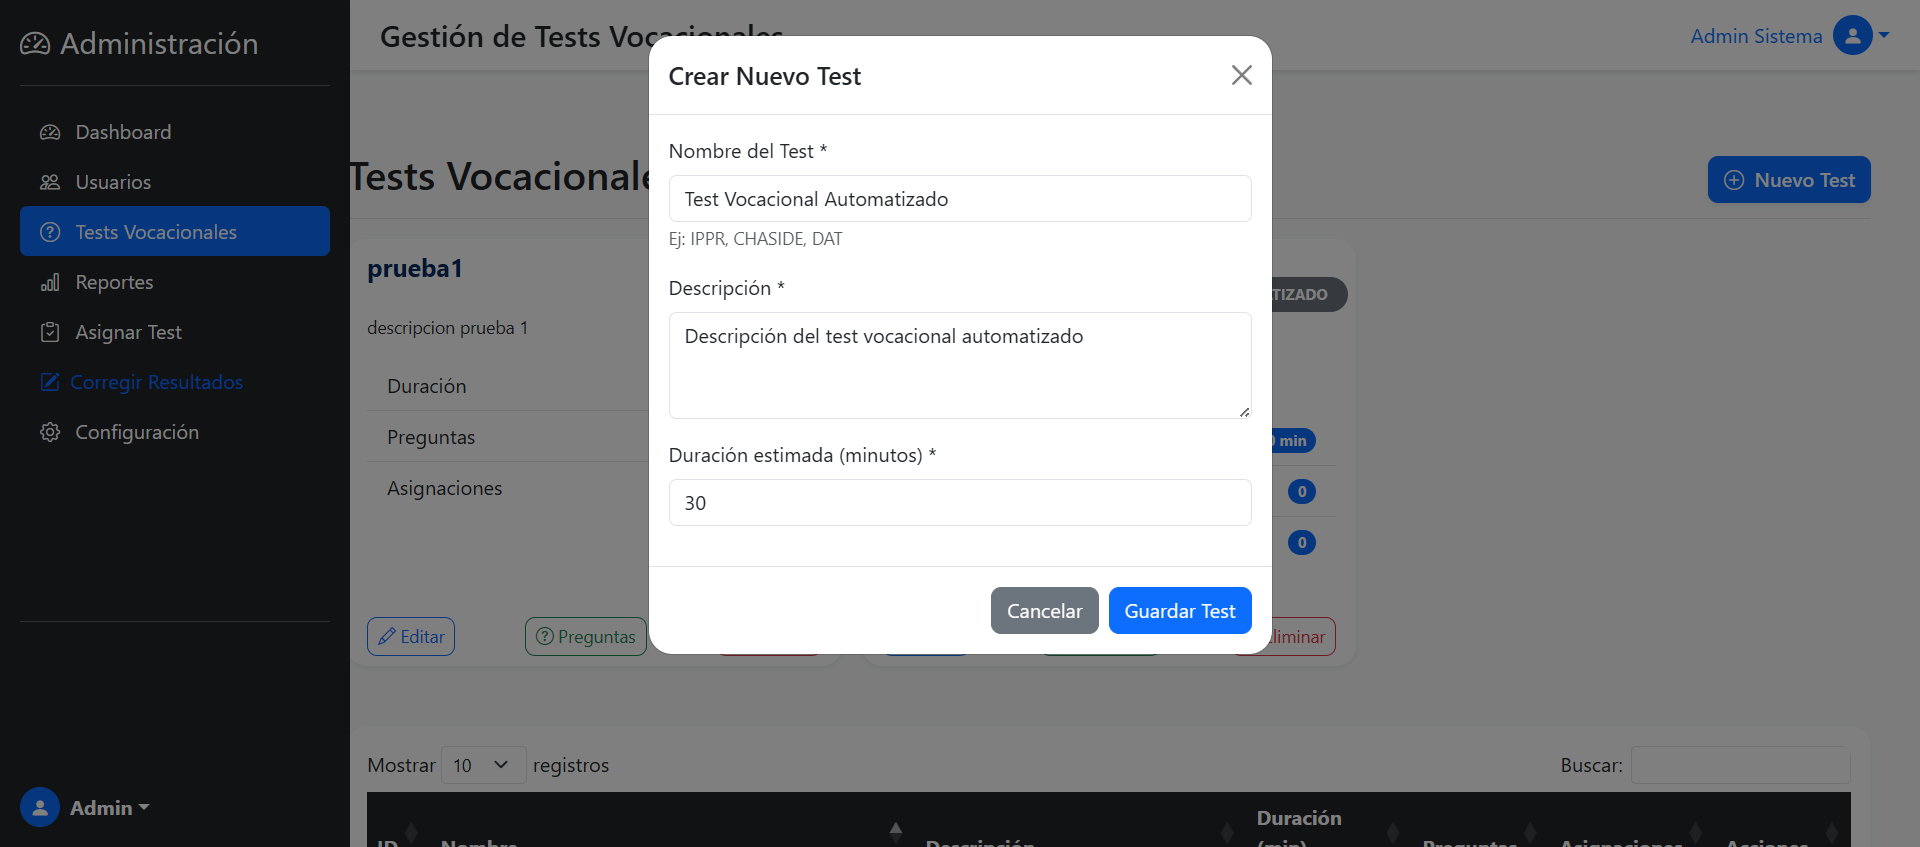 Administración
Dashboard
Usuarios
Tests Vocacionales
Reportes
Asignar Test
Corregir Resultados
Configuración
Admin
Gestión de Tests Vocacionales
Admin Sistema
Tests Vocacionale
Nuevo Test
prueba1
descripcion prueba 1
Duración
Preguntas
Asignaciones
Editar
Preguntas
Crear Nuevo Test
Nombre del Test *
Test Vocacional Automatizado
Ej: IPPR, CHASIDE, DAT
Descripción *
Descripción del test vocacional automatizado
Duración estimada (minutos) *
30
Cancelar
Guardar Test
TIZADO
min
0
0
liminar
Mostrar 10 registros
Buscar:
ID Nombre Descripción Duración (min) Preguntas Asignaciones Acciones